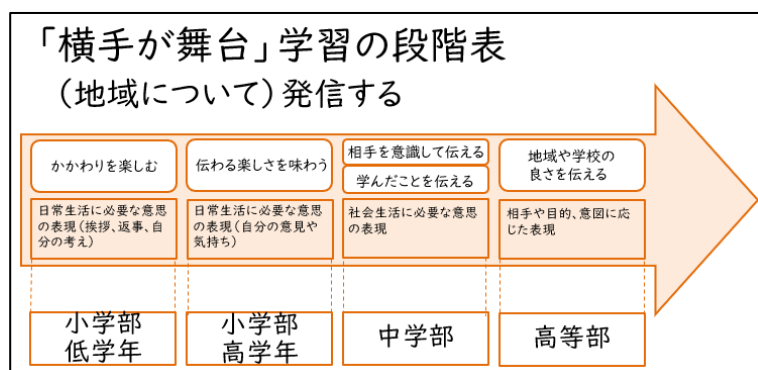 「横手が舞台」学習の段階表
(地域について)発信する
かかわりを楽しむ
伝わる楽しさを味わう
相手を意識して伝える
学んだことを伝える
地域や学校の
良さを伝える
日常生活に必要な意思
の表現(挨拶、返事、自
分の考え)
日常生活に必要な意思
の表現(自分の意見や
気持ち)
社会生活に必要な意思
の表現
相手や目的、意図に応
じた表現
小学部
低学年
小学部
高学年
中学部
高等部